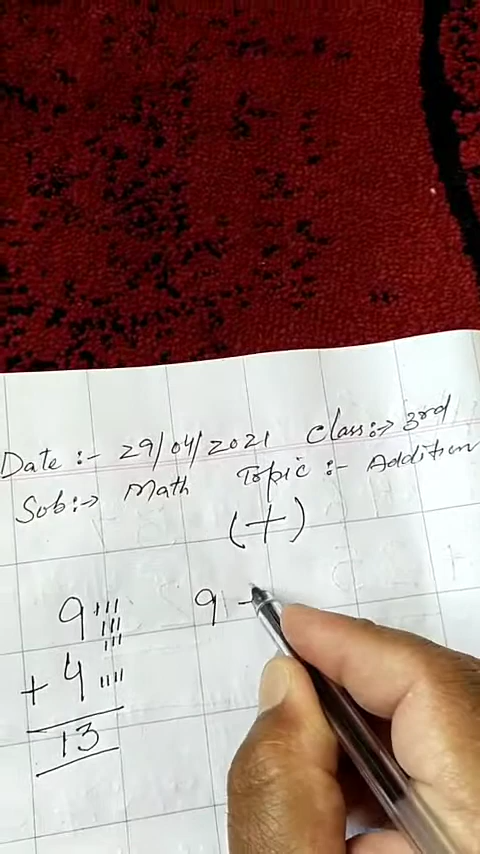 Date :- 29/04/2021 Class:-> 3rd
Sub:-> Math Topic :- Addition
(+)
9
+ 4
13
9 -